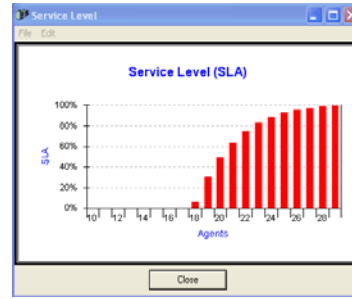 Service Level
File Edit
Service Level (SLA)
100%
80%
60%
40%
20%
0%
SLA
10 12 14 16 18 20 22 24 26 28
Agents
Close